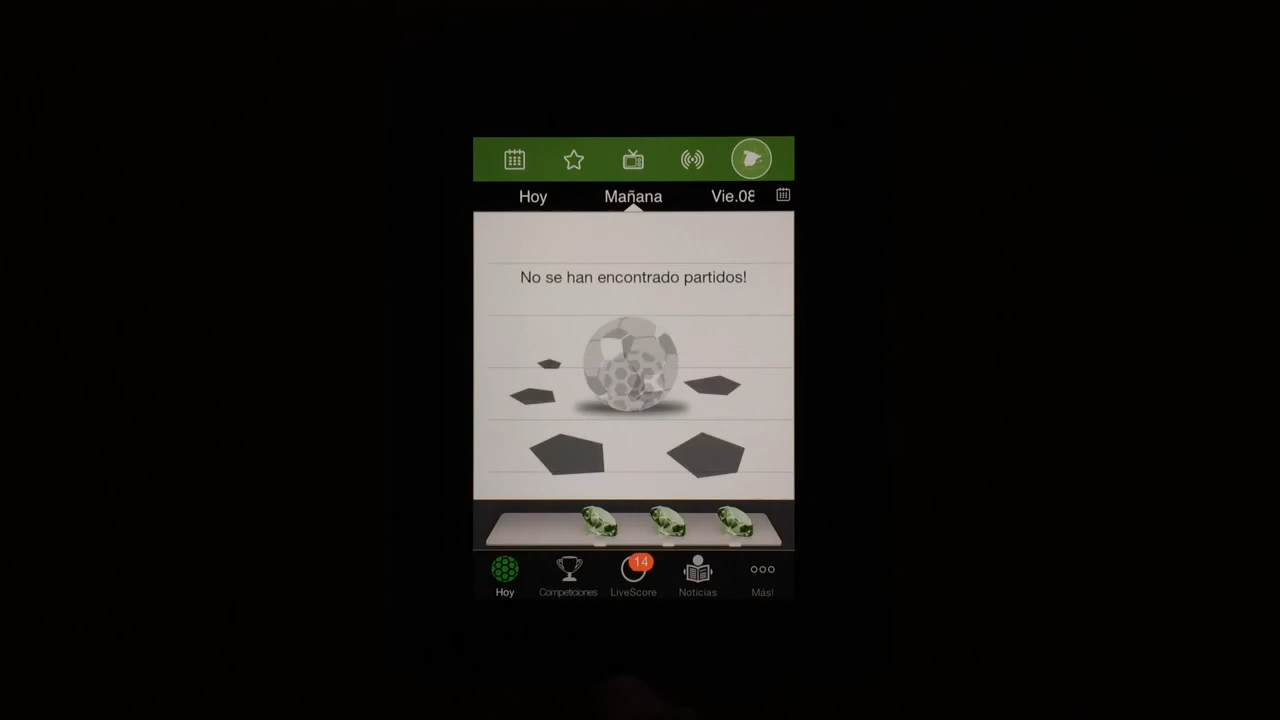 Hoy Mañana Vie.08
No se han encontrado partidos!
14
Hoy Competiciones LiveScore Noticias Más!